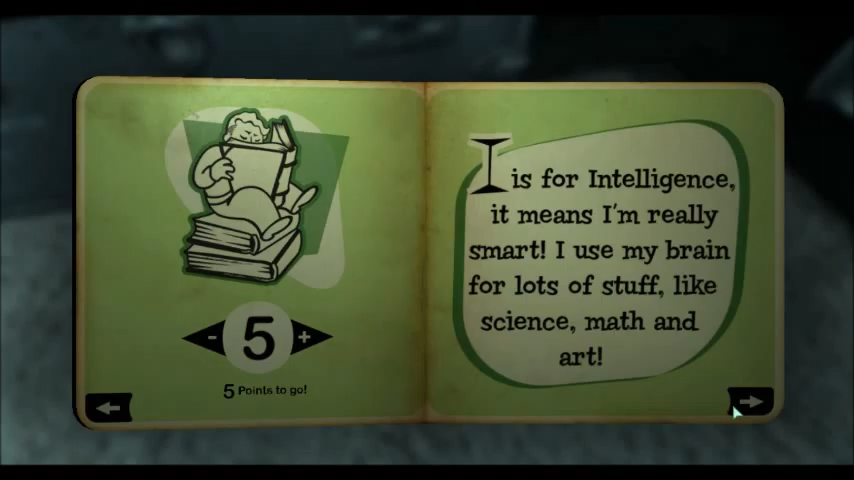 - 5 +
5 Points to go!
I is for Intelligence,
it means I'm really
smart! I use my brain
for lots of stuff, like
science, math and
art!